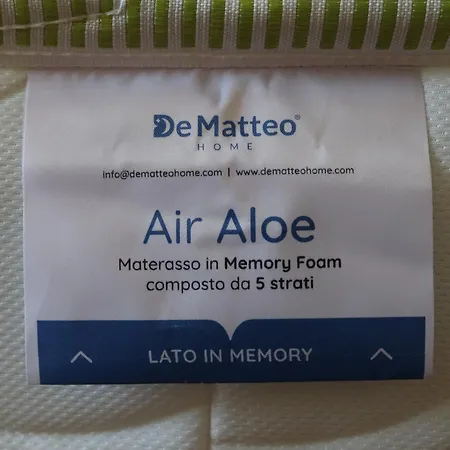 De Matteo®
HOME
info@dematteohome.com | www.dematteohome.com
Air Aloe
Materasso in Memory Foam
composto da 5 strati
LATO IN MEMORY